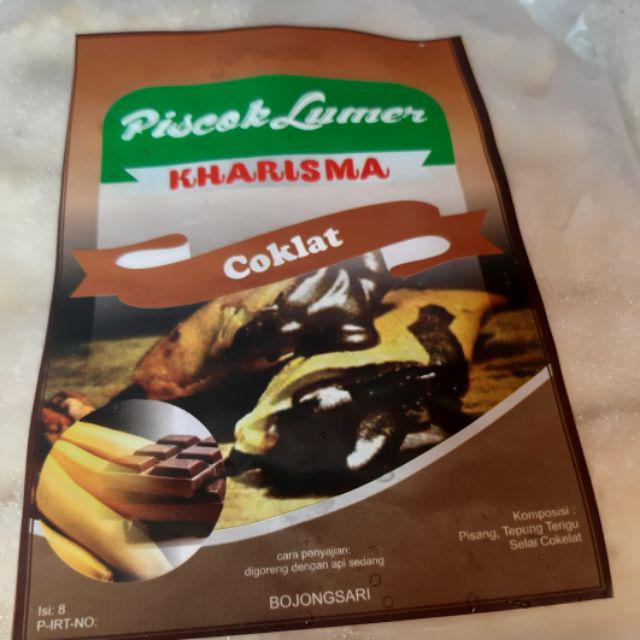 Piscok Lumer
KHARISMA
Coklat
Komposisi :
Pisang, Tepung Terigu
Selai Cokelat
cara penyajian:
digoreng dengan api sedang
BOJONGSARI
Isi: 8
P-IRT-NO: